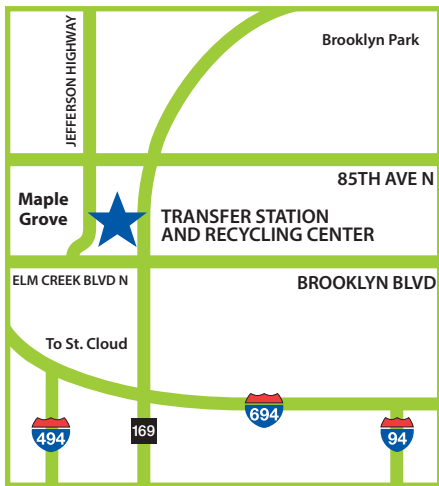 Brooklyn Park
JEFFERSON HIGHWAY
85TH AVE N
Maple
Grove
TRANSFER STATION
AND RECYCLING CENTER
ELM CREEK BLVD N
BROOKLYN BLVD
To St. Cloud
694
494
169
94